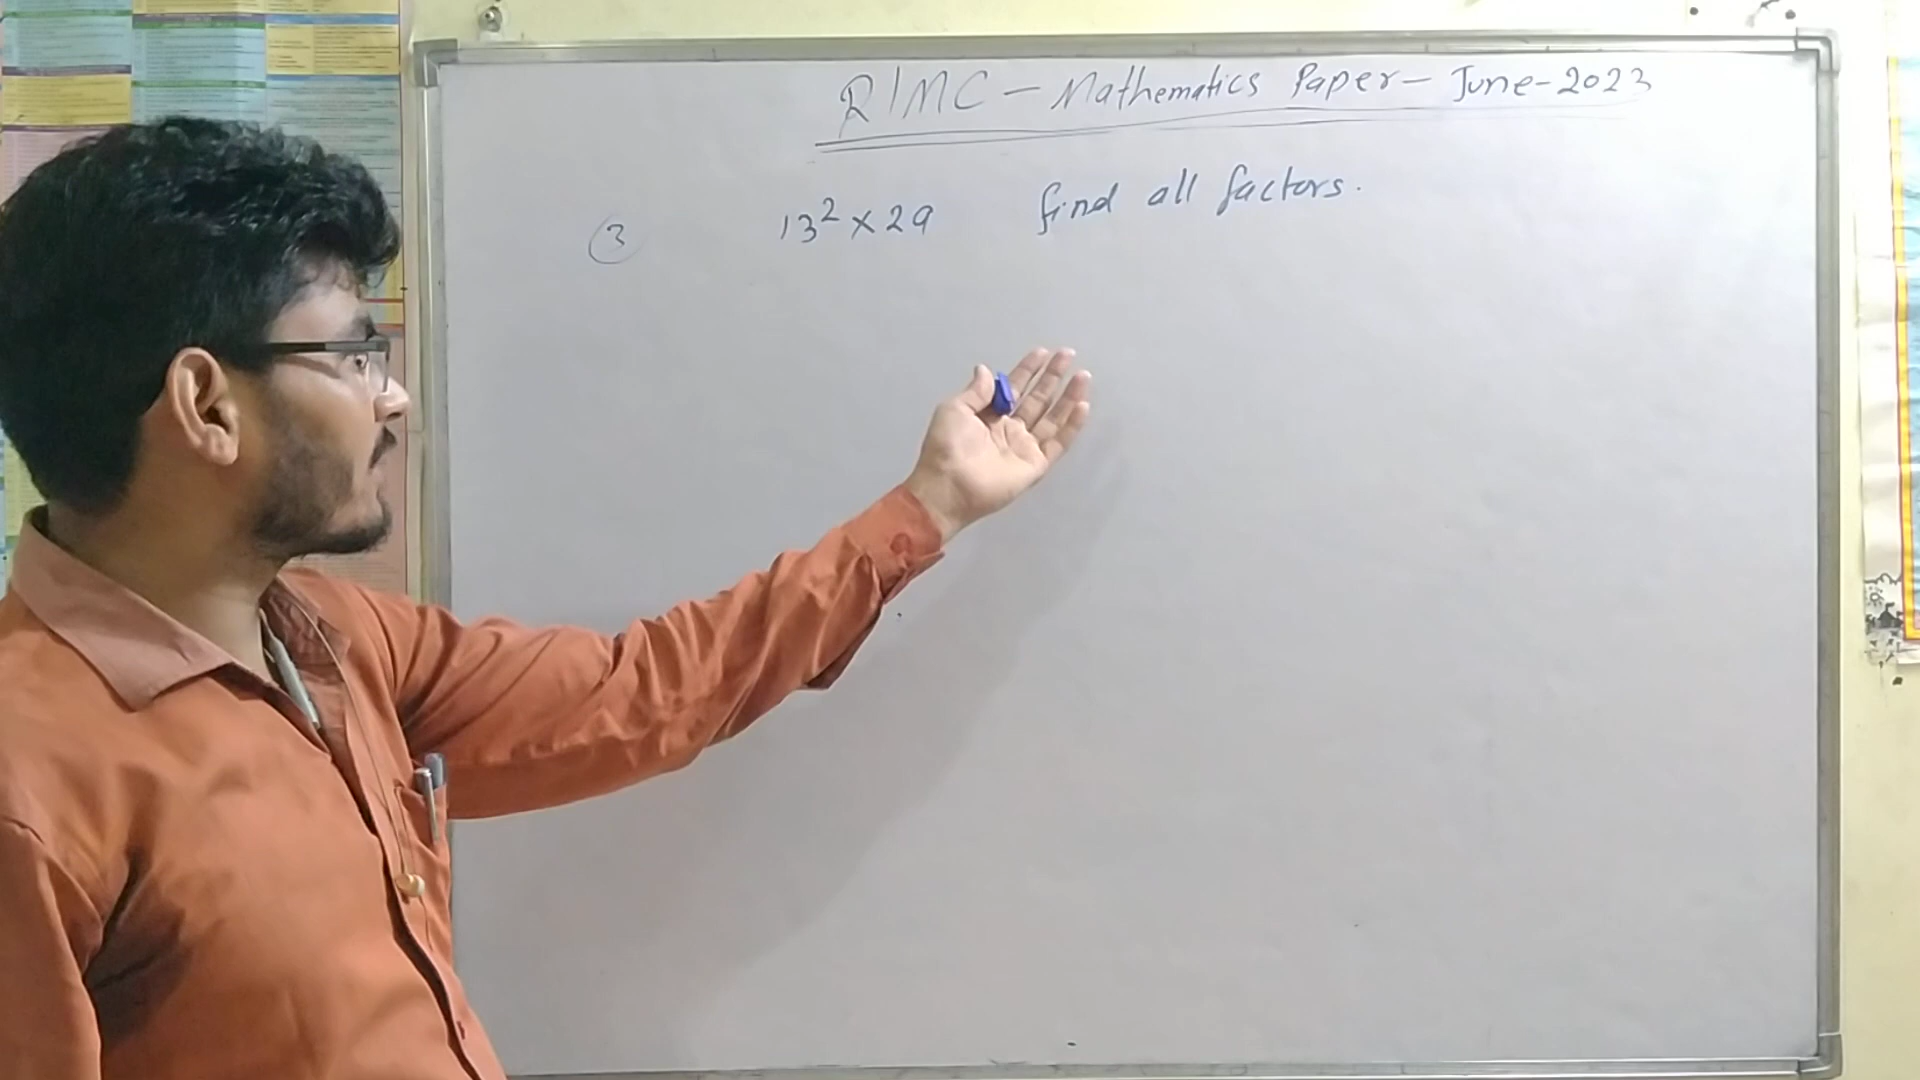 RIMC - Mathematics Paper - June-2023
③ 13² × 29 find all factors.